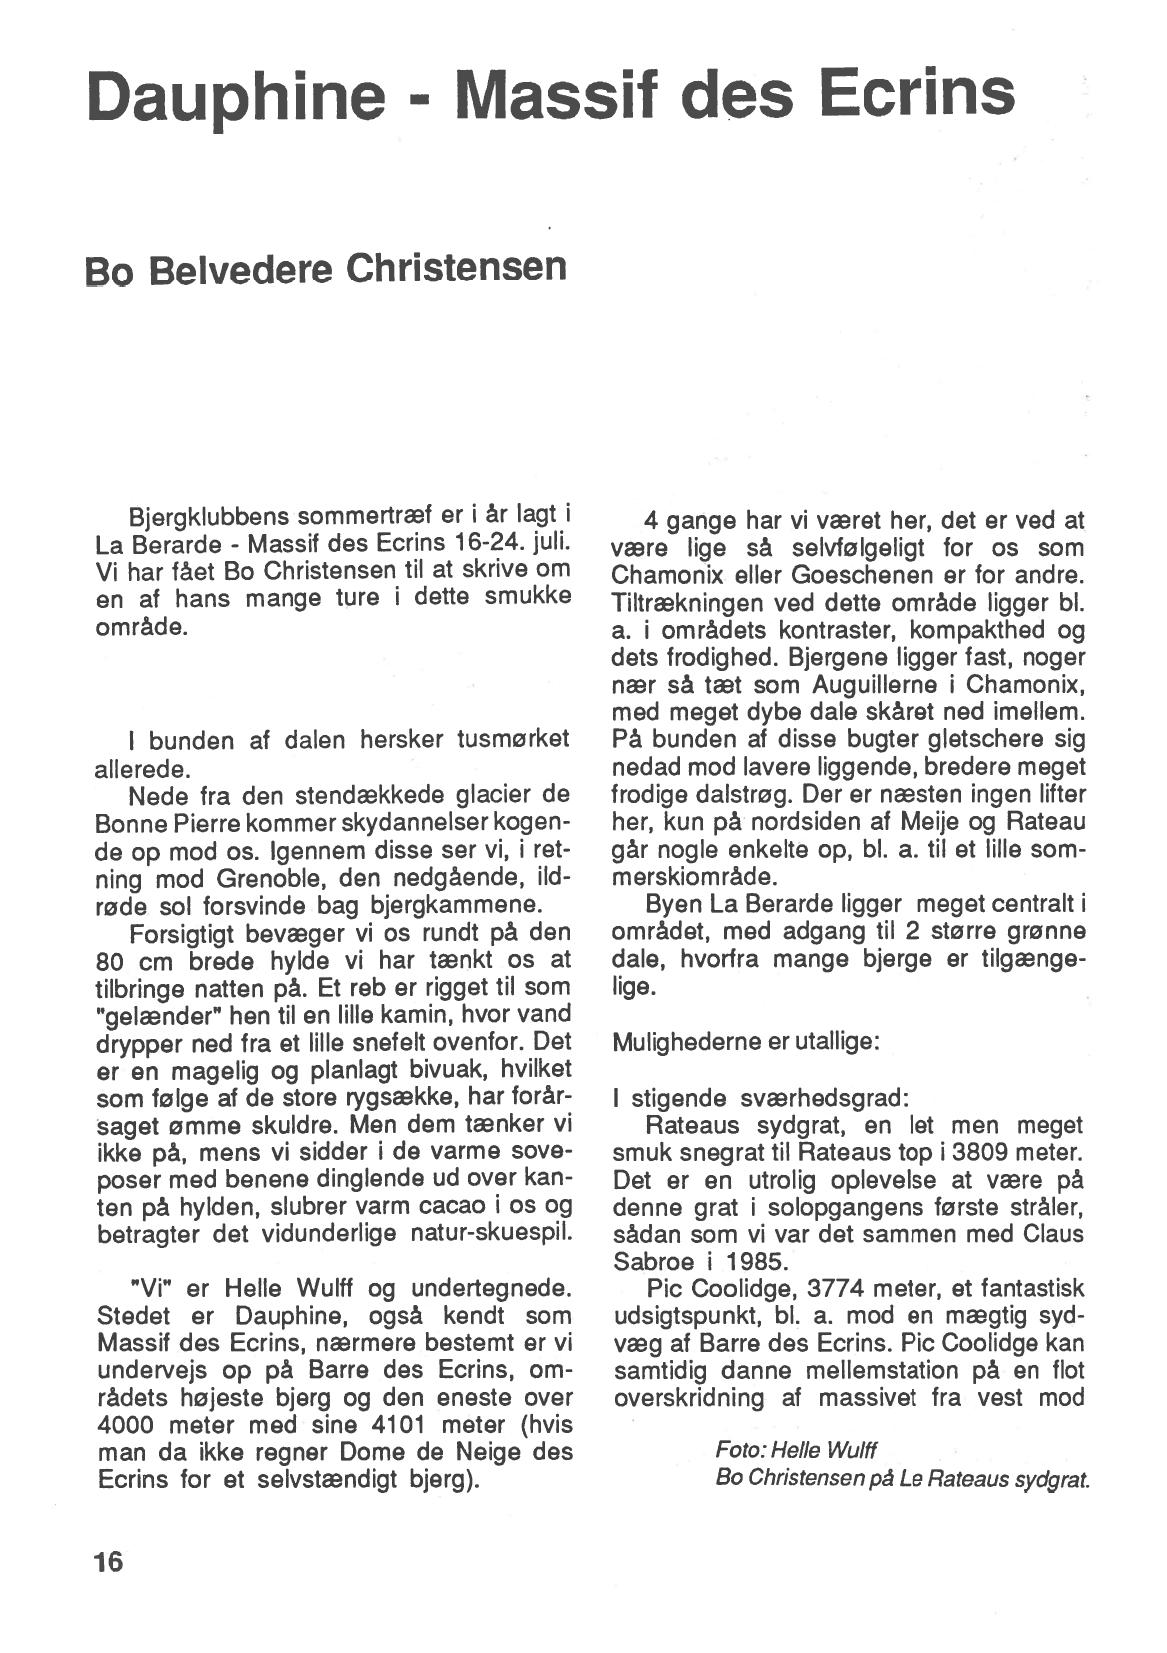 Dauphine - Massif des Ecrins
Bo Belvedere Christensen
Bjergklubbens sommertræf er i år lagt i
La Berarde - Massif des Ecrins 16-24. juli.
Vi har fået Bo Christensen til at skrive om
en af hans mange ture i dette smukke
område.
I bunden af dalen hersker tusmørket
allerede.
Nede fra den stendækkede glacier de
Bonne Pierre kommer skydannelser kogen-
de op mod os. Igennem disse ser vi, i ret-
ning mod Grenoble, den nedgående, ild-
røde sol forsvinde bag bjergkammene.
Forsigtigt bevæger vi os rundt på den
80 cm brede hylde vi har tænkt os at
tilbringe natten på. Et reb er rigget til som
"gelænder" hen til en lille kamin, hvor vand
drypper ned fra et lille snefelt ovenfor. Det
er en magelig og planlagt bivuak, hvilket
som følge af de store rygsække, har forår-
saget ømme skuldre. Men dem tænker vi
ikke på, mens vi sidder i de varme sove-
poser med benene dinglende ud over kan-
ten på hylden, slubrer varm cacao i os og
betragter det vidunderlige natur-skuespil.
"Vi" er Helle Wulff og undertegnede.
Stedet er Dauphine, også kendt som
Massif des Ecrins, nærmere bestemt er vi
undervejs op på Barre des Ecrins, om-
rådets højeste bjerg og den eneste over
4000 meter med sine 4101 meter (hvis
man da ikke regner Dome de Neige des
Ecrins for et selvstændigt bjerg).
4 gange har vi været her, det er ved at
være lige så selvfølgeligt for os som
Chamonix eller Goeschenen er for andre.
Tiltrækningen ved dette område ligger bl.
a. i områdets kontraster, kompakthed og
dets frodighed. Bjergene ligger fast, noger
nær så tæt som Auguillerne i Chamonix,
med meget dybe dale skåret ned imellem.
På bunden af disse bugter gletschere sig
nedad mod lavere liggende, bredere meget
frodige dalstrøg. Der er næsten ingen lifter
her, kun på nordsiden af Meije og Rateau
går nogle enkelte op, bl. a. til et lille som-
merskiområde.
Byen La Berarde ligger meget centralt i
området, med adgang til 2 større grønne
dale, hvorfra mange bjerge er tilgænge-
lige.
Mulighederne er utallige:
I stigende sværhedsgrad:
Rateaus sydgrat, en let men meget
smuk snegrat til Rateaus top i 3809 meter.
Det er en utrolig oplevelse at være på
denne grat i solopgangens første stråler,
sådan som vi var det sammen med Claus
Sabroe i 1985.
Pic Coolidge, 3774 meter, et fantastisk
udsigtspunkt, bl. a. mod en mægtig syd-
væg af Barre des Ecrins. Pic Coolidge kan
samtidig danne mellemstation på en flot
overskridning af massivet fra vest mod
Foto: Helle Wulff
Bo Christensen på Le Rateaus sydgrat.
16